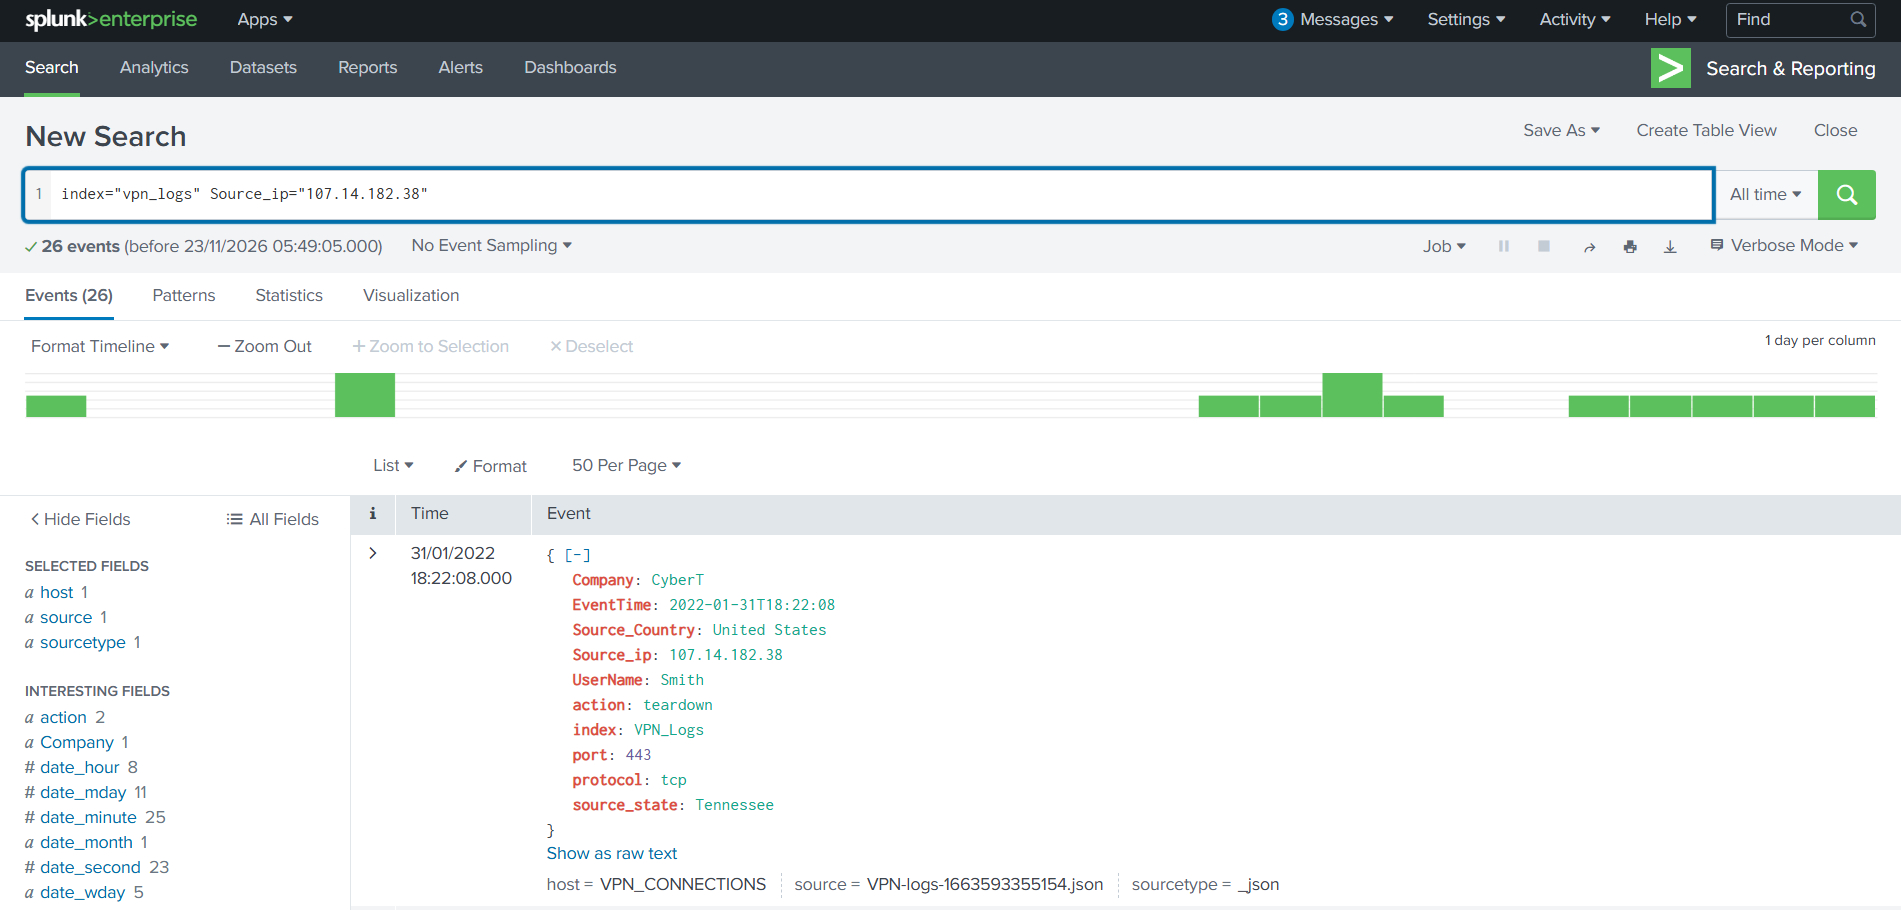 splunk>enterprise Apps 3 Messages Settings Activity Help Find
Search Analytics Datasets Reports Alerts Dashboards Search & Reporting
New Search Save As Create Table View Close
1 index="vpn_logs" Source_ip="107.14.182.38" All time
26 events (before 23/11/2026 05:49:05.000) No Event Sampling Job Verbose Mode
Events (26) Patterns Statistics Visualization
Format Timeline — Zoom Out + Zoom to Selection × Deselect 1 day per column
List Format 50 Per Page
< Hide Fields All Fields
SELECTED FIELDS
a host 1
a source 1
a sourcetype 1
INTERESTING FIELDS
a action 2
a Company 1
# date_hour 8
# date_mday 11
# date_minute 25
a date_month 1
# date_second 23
a date_wday 5
i Time Event
> 31/01/2022
18:22:08.000
{ [-]
Company: CyberT
EventTime: 2022-01-31T18:22:08
Source_Country: United States
Source_ip: 107.14.182.38
UserName: Smith
action: teardown
index: VPN_Logs
port: 443
protocol: tcp
source_state: Tennessee
}
Show as raw text
host = VPN_CONNECTIONS source = VPN-logs-1663593355154.json sourcetype = _json